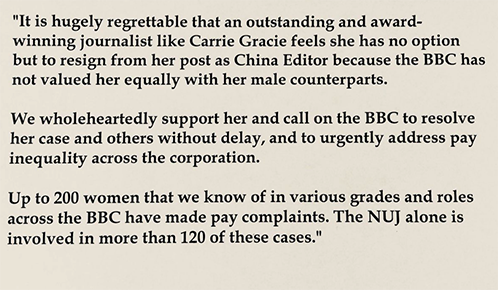 "It is hugely regrettable that an outstanding and award-
winning journalist like Carrie Gracie feels she has no option
but to resign from her post as China Editor because the BBC has
not valued her equally with her male counterparts.
We wholeheartedly support her and call on the BBC to resolve
her case and others without delay, and to urgently address pay
inequality across the corporation.
Up to 200 women that we know of in various grades and roles
across the BBC have made pay complaints. The NUJ alone is
involved in more than 120 of these cases."